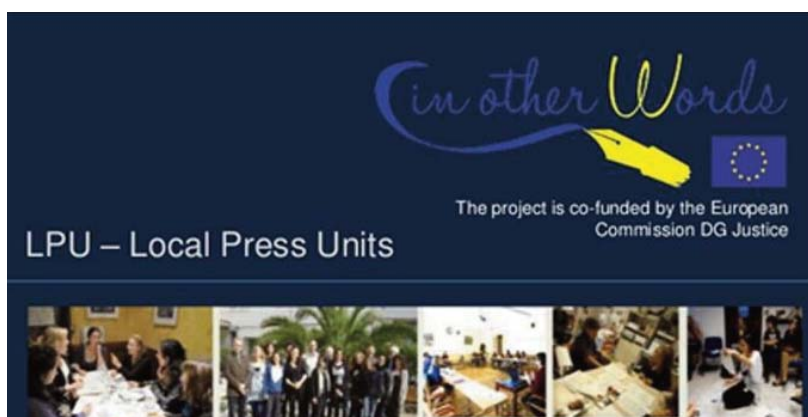 in other Words
The project is co-funded by the European
Commission DG Justice
LPU – Local Press Units